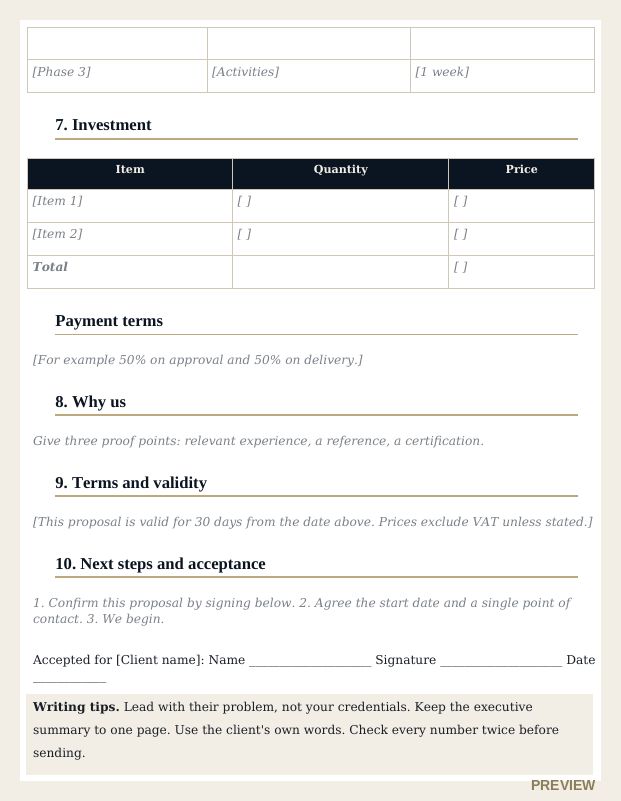 [Phase 3] [Activities] [1 week]
7. Investment
Item Quantity Price
[Item 1] [ ] [ ]
[Item 2] [ ] [ ]
Total [ ]
Payment terms
[For example 50% on approval and 50% on delivery.]
8. Why us
Give three proof points: relevant experience, a reference, a certification.
9. Terms and validity
[This proposal is valid for 30 days from the date above. Prices exclude VAT unless stated.]
10. Next steps and acceptance
1. Confirm this proposal by signing below. 2. Agree the start date and a single point of
contact. 3. We begin.
Accepted for [Client name]: Name ____________________ Signature ____________________ Date
____________
Writing tips. Lead with their problem, not your credentials. Keep the executive
summary to one page. Use the client's own words. Check every number twice before
sending.
PREVIEW